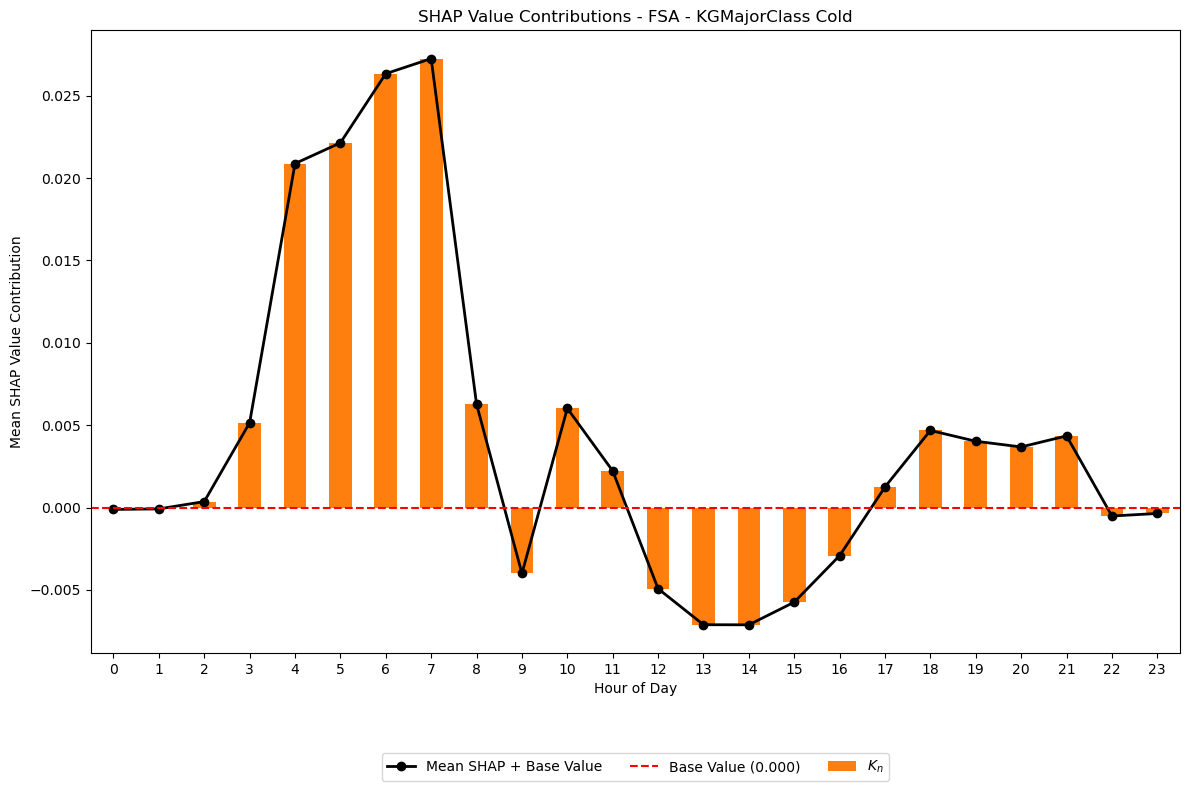 SHAP Value Contributions - FSA - KGMajorClass Cold
Mean SHAP Value Contribution
0.025
0.020
0.015
0.010
0.005
0.000
−0.005
0 1 2 3 4 5 6 7 8 9 10 11 12 13 14 15 16 17 18 19 20 21 22 23
Hour of Day
Mean SHAP + Base Value Base Value (0.000) Kn